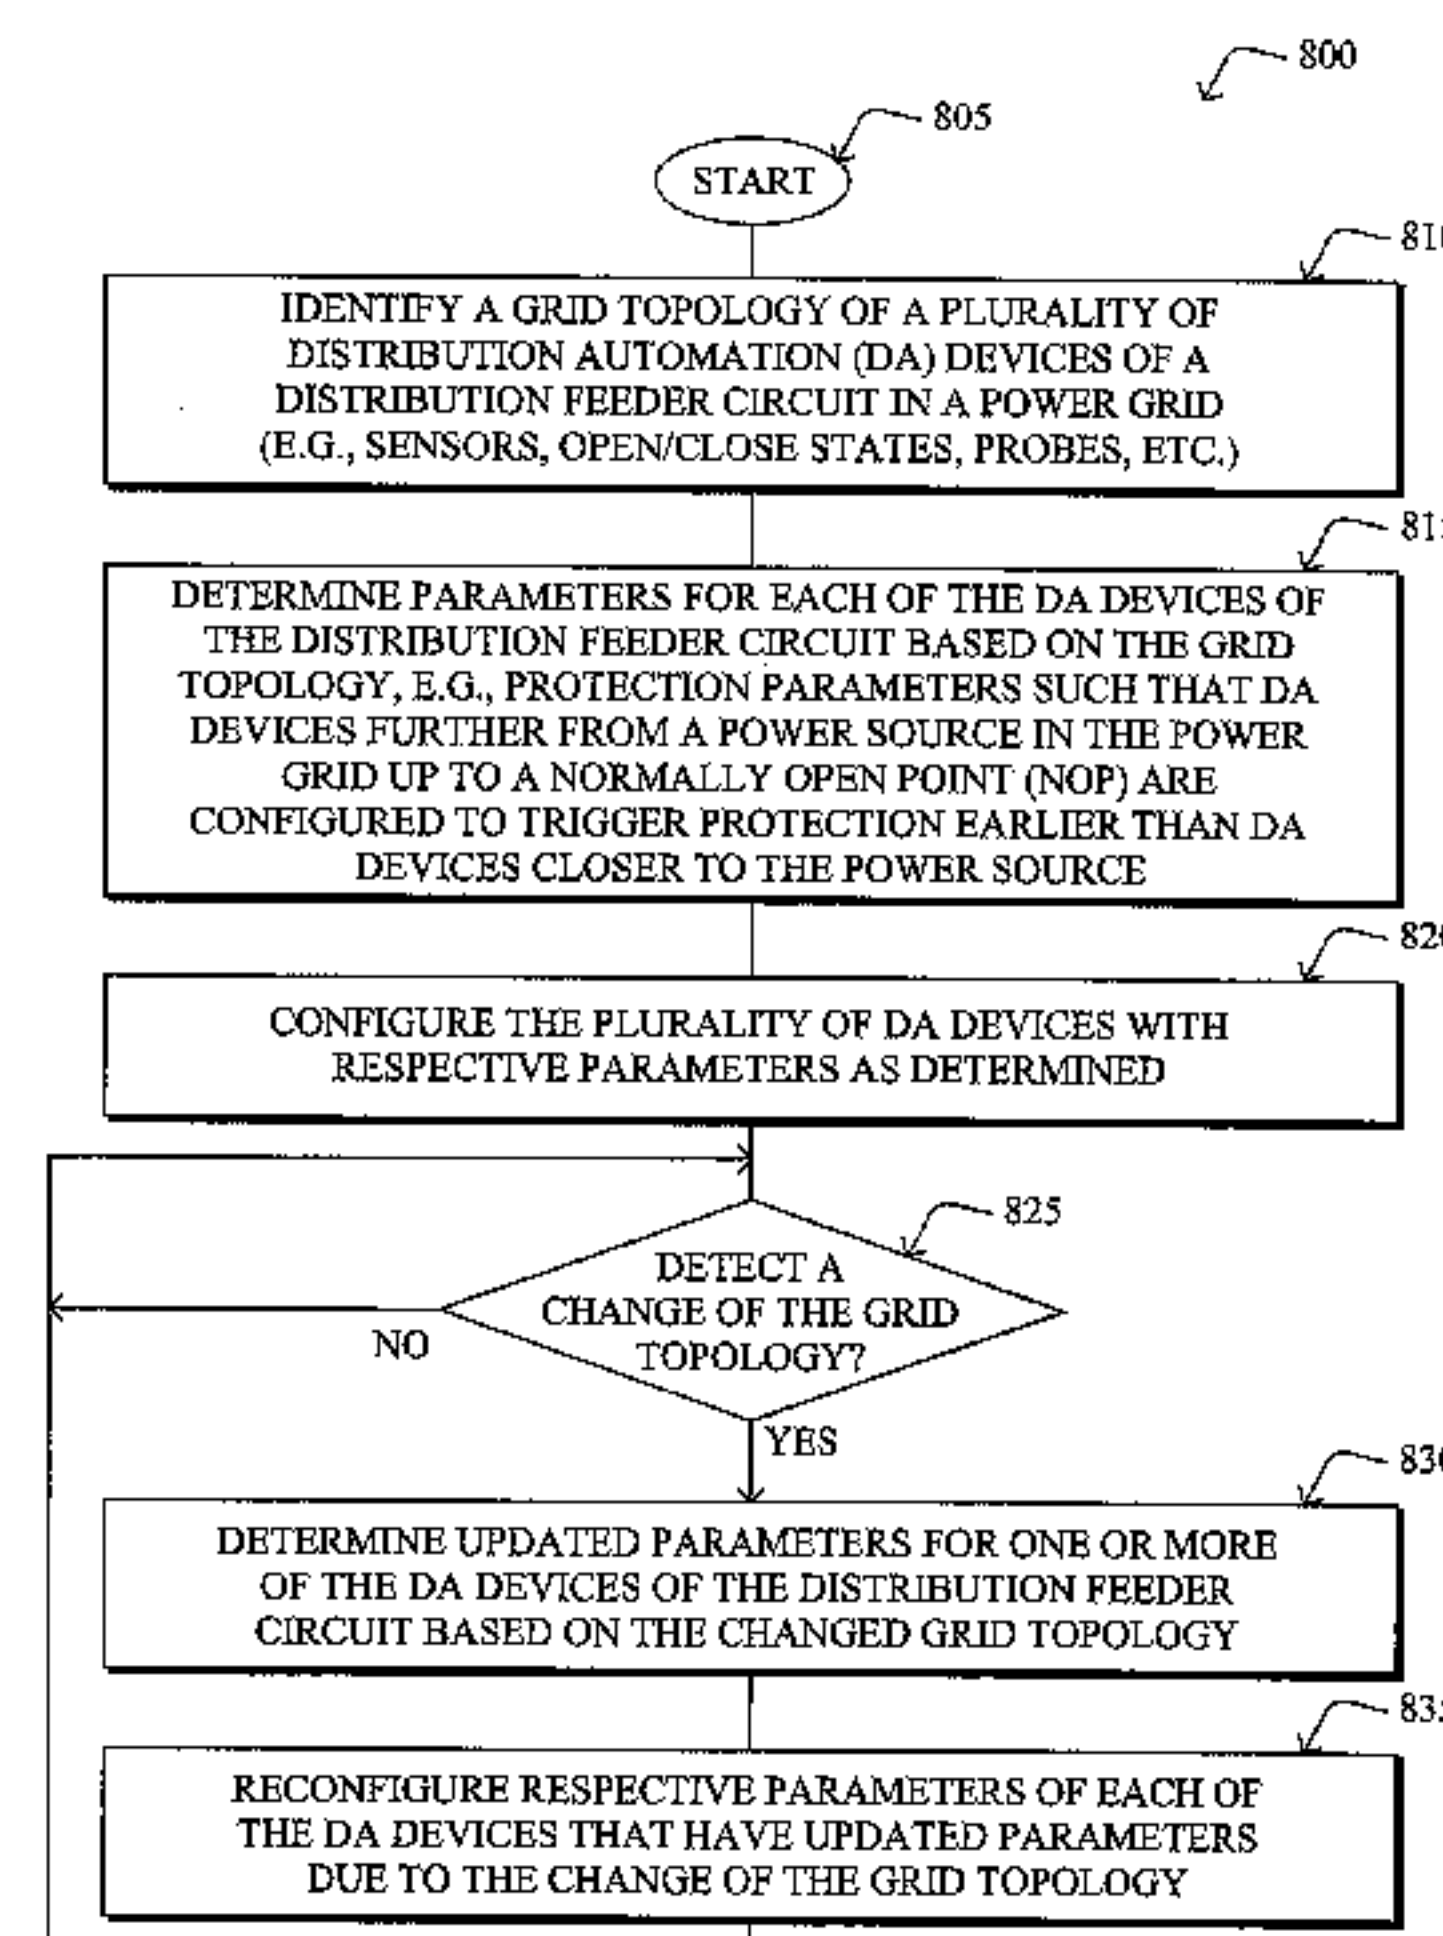 800
805
START
810
IDENTIFY A GRID TOPOLOGY OF A PLURALITY OF
DISTRIBUTION AUTOMATION (DA) DEVICES OF A
DISTRIBUTION FEEDER CIRCUIT IN A POWER GRID
(E.G., SENSORS, OPEN/CLOSE STATES, PROBES, ETC.)
DETERMINE PARAMETERS FOR EACH OF THE DA DEVICES OF
THE DISTRIBUTION FEEDER CIRCUIT BASED ON THE GRID
TOPOLOGY, E.G., PROTECTION PARAMETERS SUCH THAT DA
DEVICES FURTHER FROM A POWER SOURCE IN THE POWER
GRID UP TO A NORMALLY OPEN POINT (NOP) ARE
CONFIGURED TO TRIGGER PROTECTION EARLIER THAN DA
DEVICES CLOSER TO THE POWER SOURCE
820
CONFIGURE THE PLURALITY OF DA DEVICES WITH
RESPECTIVE PARAMETERS AS DETERMINED
825
DETECT A
CHANGE OF THE GRID
TOPOLOGY?
NO
YES
830
DETERMINE UPDATED PARAMETERS FOR ONE OR MORE
OF THE DA DEVICES OF THE DISTRIBUTION FEEDER
CIRCUIT BASED ON THE CHANGED GRID TOPOLOGY
835
RECONFIGURE RESPECTIVE PARAMETERS OF EACH OF
THE DA DEVICES THAT HAVE UPDATED PARAMETERS
DUE TO THE CHANGE OF THE GRID TOPOLOGY